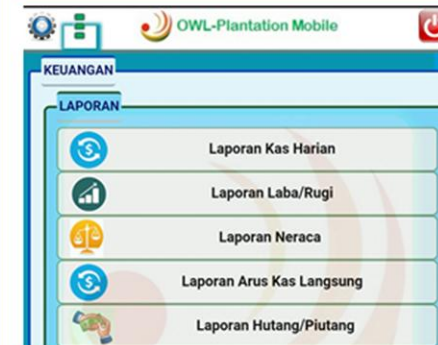 OWL-Plantation Mobile
KEUANGAN
LAPORAN
Laporan Kas Harian
Laporan Laba/Rugi
Laporan Neraca
Laporan Arus Kas Langsung
Laporan Hutang/Piutang